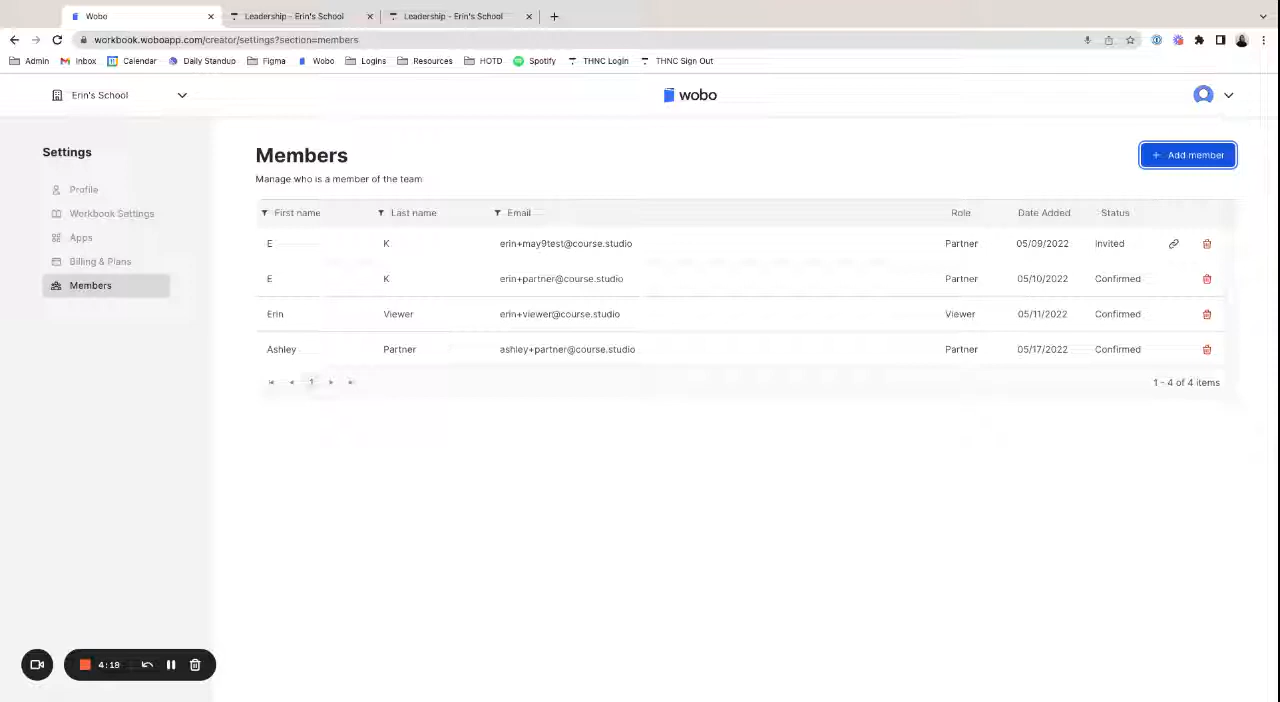 Wobo
Leadership - Erin's School
Leadership - Erin's School
workbook.woboapp.com/creator/settings?section=members
Admin
Inbox
Calendar
Daily Standup
Figma
Wobo
Logins
Resources
HOTD
Spotify
THNC Login
THNC Sign Out
Erin's School
wobo
Settings
Profile
Workbook Settings
Apps
Billing & Plans
Members
Members
+ Add member
Manage who is a member of the team
First name Last name Email Role Date Added Status
E K erin+may9test@course.studio Partner 05/09/2022 Invited
E K erin+partner@course.studio Partner 05/10/2022 Confirmed
Erin Viewer erin+viewer@course.studio Viewer 05/11/2022 Confirmed
Ashley Partner ashley+partner@course.studio Partner 05/17/2022 Confirmed
1
1 - 4 of 4 items
4:19